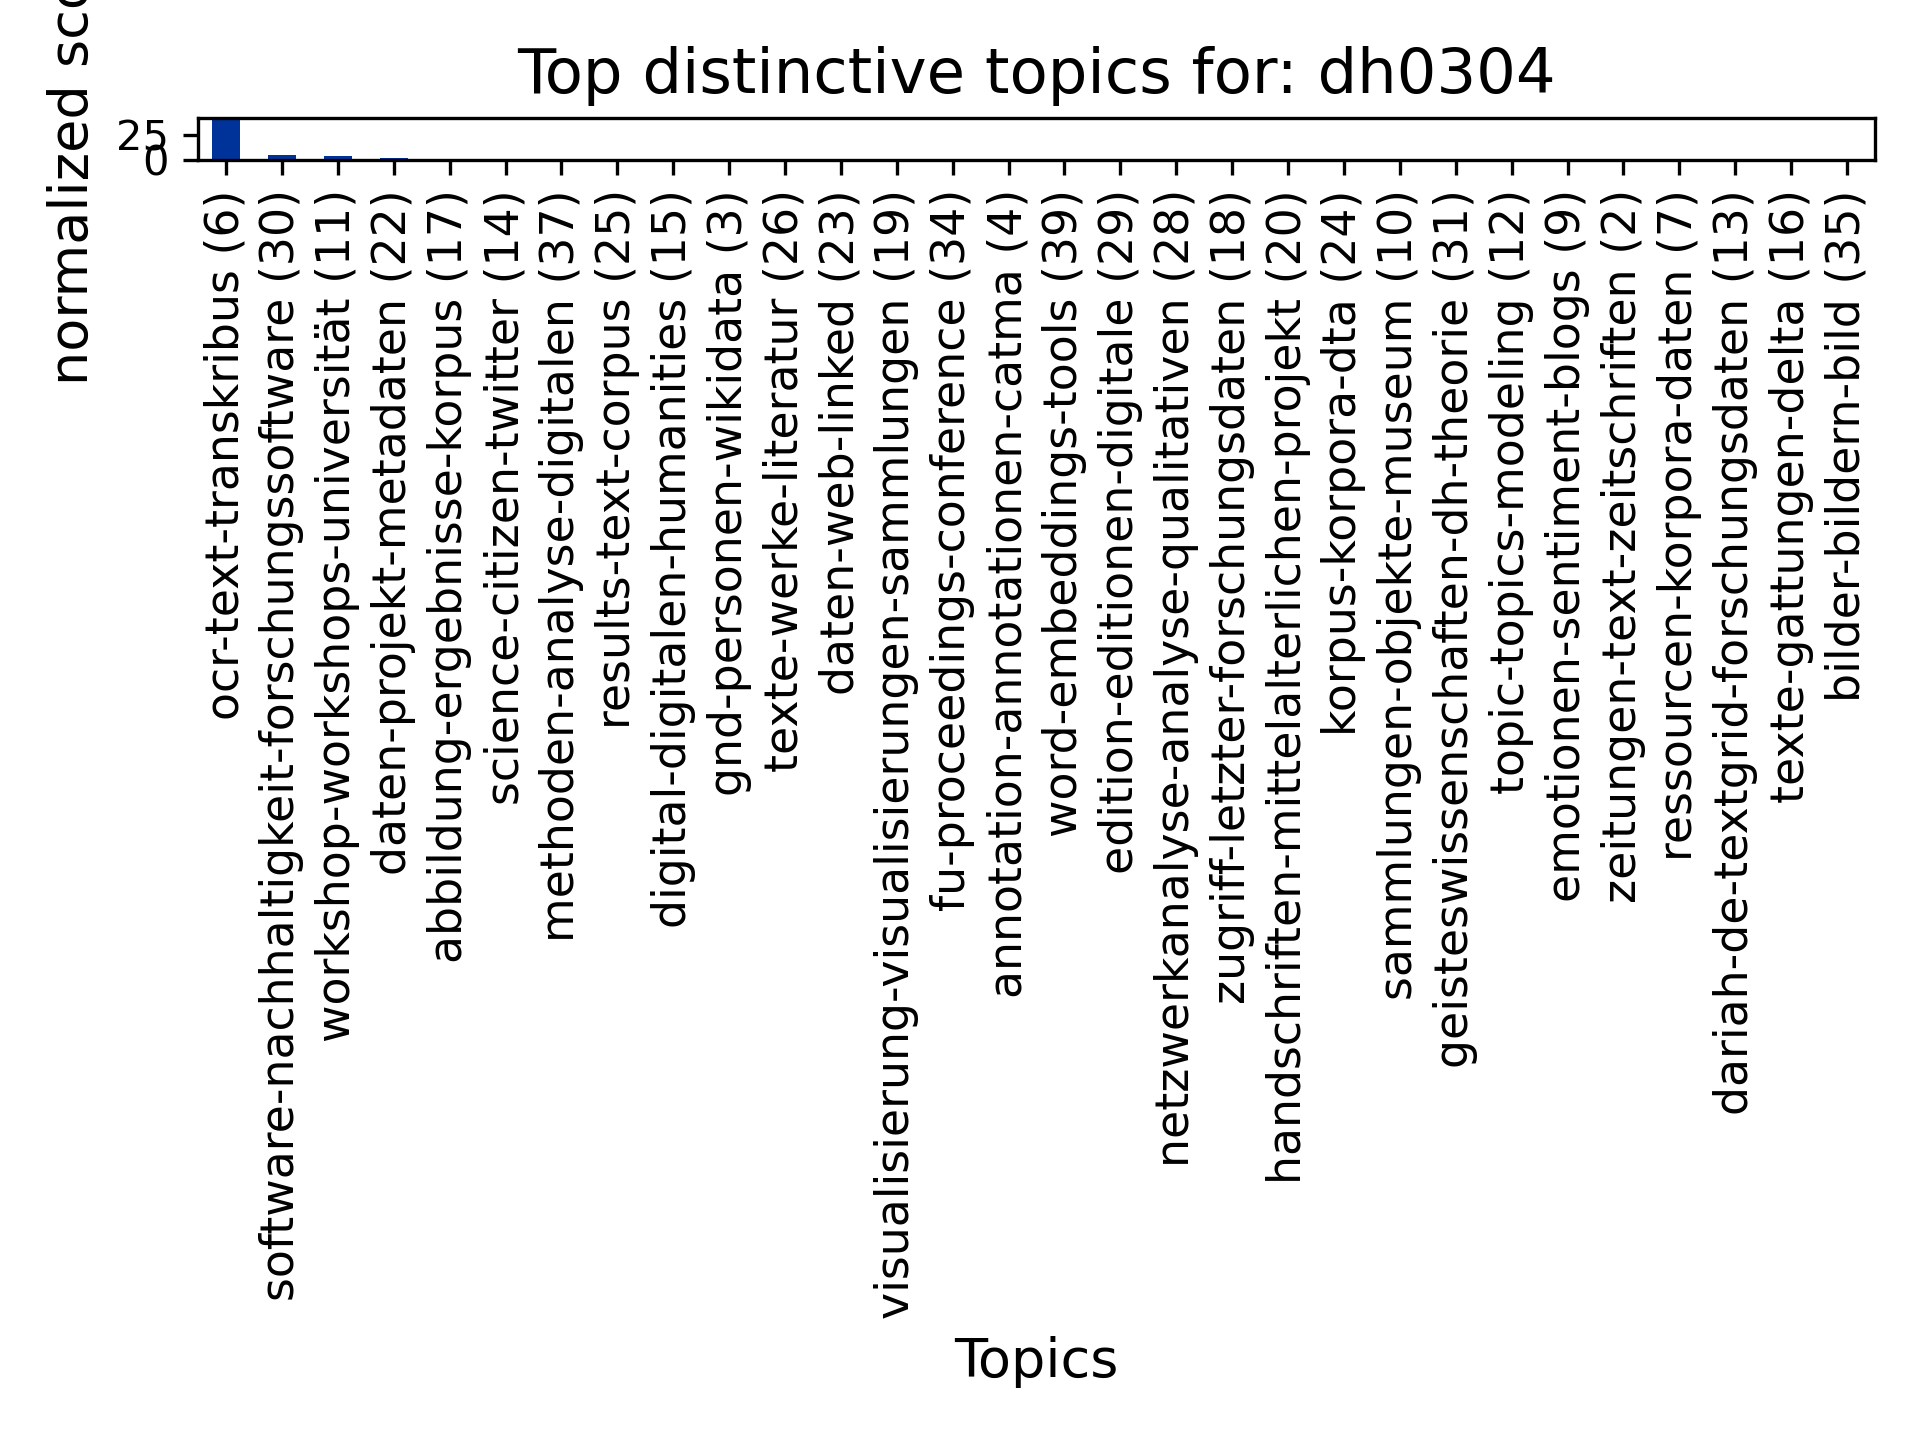 Top distinctive topics for: dh0304
normalized sco
25
0
ocr-text-transkribus (6)
software-nachhaltigkeit-forschungssoftware (30)
workshop-workshops-universität (11)
daten-projekt-metadaten (22)
abbildung-ergebnisse-korpus (17)
science-citizen-twitter (14)
methoden-analyse-digitalen (37)
results-text-corpus (25)
digital-digitalen-humanities (15)
gnd-personen-wikidata (3)
texte-werke-literatur (26)
daten-web-linked (23)
visualisierung-visualisierungen-sammlungen (19)
fu-proceedings-conference (34)
annotation-annotationen-catma (4)
word-embeddings-tools (39)
edition-editionen-digitale (29)
netzwerkanalyse-analyse-qualitativen (28)
zugriff-letzter-forschungsdaten (18)
handschriften-mittelalterlichen-projekt (20)
korpus-korpora-dta (24)
sammlungen-objekte-museum (10)
geisteswissenschaften-dh-theorie (31)
topic-topics-modeling (12)
emotionen-sentiment-blogs (9)
zeitungen-text-zeitschriften (2)
ressourcen-korpora-daten (7)
dariah-de-textgrid-forschungsdaten (13)
texte-gattungen-delta (16)
bilder-bildern-bild (35)
Topics